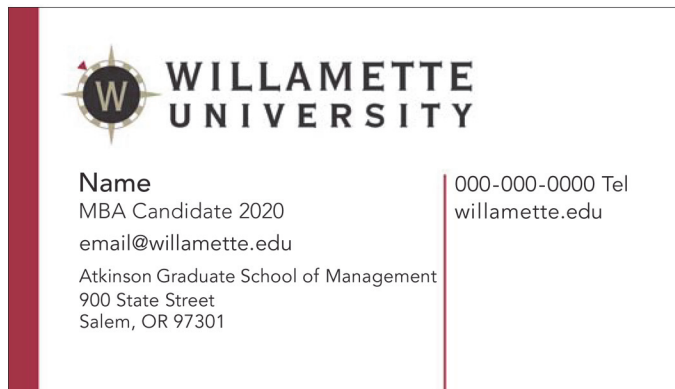 W
WILLAMETTE
UNIVERSITY
Name
MBA Candidate 2020
email@willamette.edu
Atkinson Graduate School of Management
900 State Street
Salem, OR 97301
000-000-0000 Tel
willamette.edu